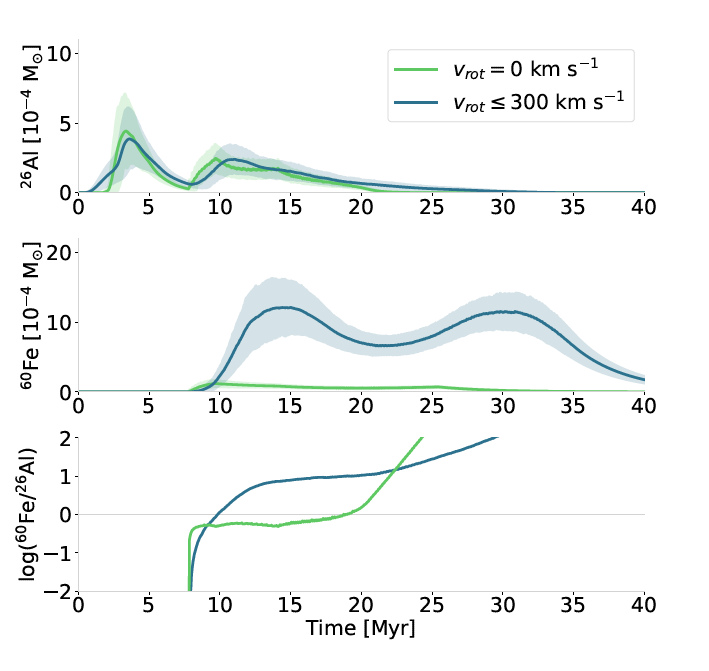 ²⁶Al [10⁻⁴ M⊙]
10
5
0
v_rot = 0 km s⁻¹
v_rot ≤ 300 km s⁻¹
0 5 10 15 20 25 30 35 40
⁶⁰Fe [10⁻⁴ M⊙]
20
10
0
0 5 10 15 20 25 30 35 40
log(⁶⁰Fe/²⁶Al)
2
1
0
−1
−2
0 5 10 15 20 25 30 35 40
Time [Myr]